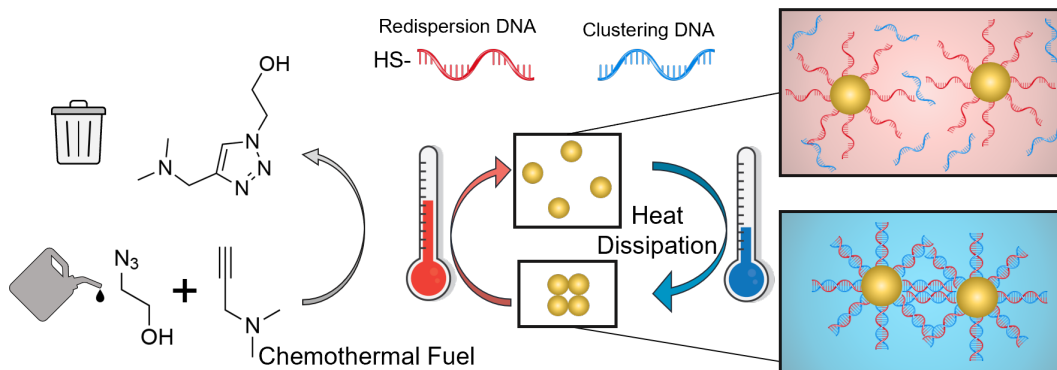 Redispersion DNA
Clustering DNA
HS-
OH
N
N
N
N
Heat
Dissipation
N3
OH
N
Chemothermal Fuel